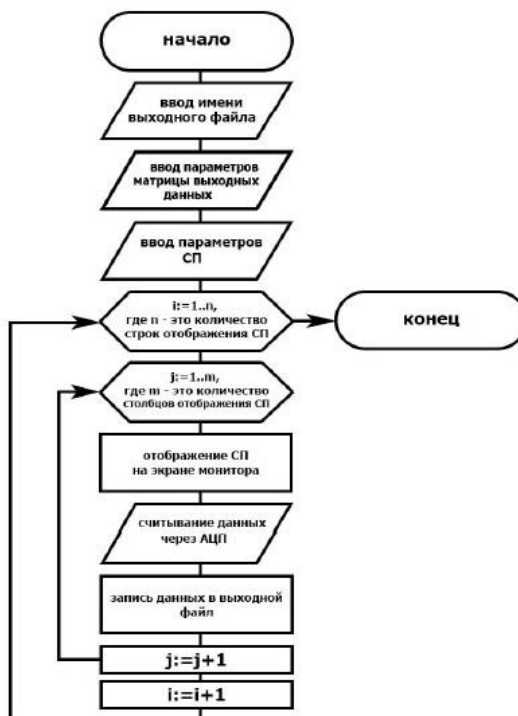 начало
ввод имени
выходного файла
ввод параметров
матрицы выходных
данных
ввод параметров
СП
i:=1..n,
где n - это количество
строк отображения СП
конец
j:=1..m,
где m - это количество
столбцов отображения СП
отображение СП
на экране монитора
считывание данных
через АЦП
запись данных в выходной
файл
j:=j+1
i:=i+1